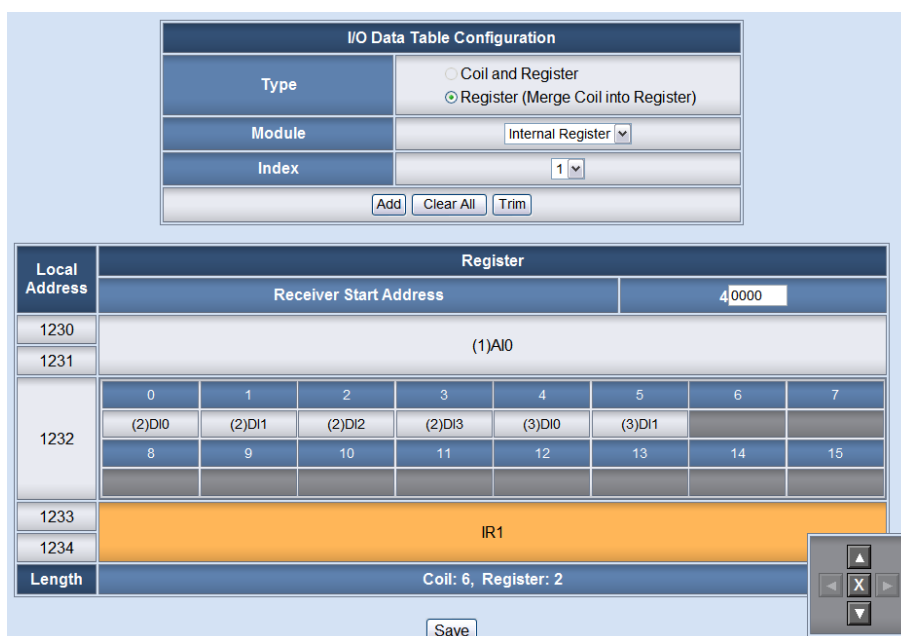 I/O Data Table Configuration
Type
Coil and Register
Register (Merge Coil into Register)
Module
Internal Register
Index
1
Add Clear All Trim
Local Address
Register
Receiver Start Address
4 0000
1230
1231
(1)AI0
1232
0 1 2 3 4 5 6 7
(2)DI0 (2)DI1 (2)DI2 (2)DI3 (3)DI0 (3)DI1
8 9 10 11 12 13 14 15
1233
1234
IR1
Length
Coil: 6, Register: 2
X
Save